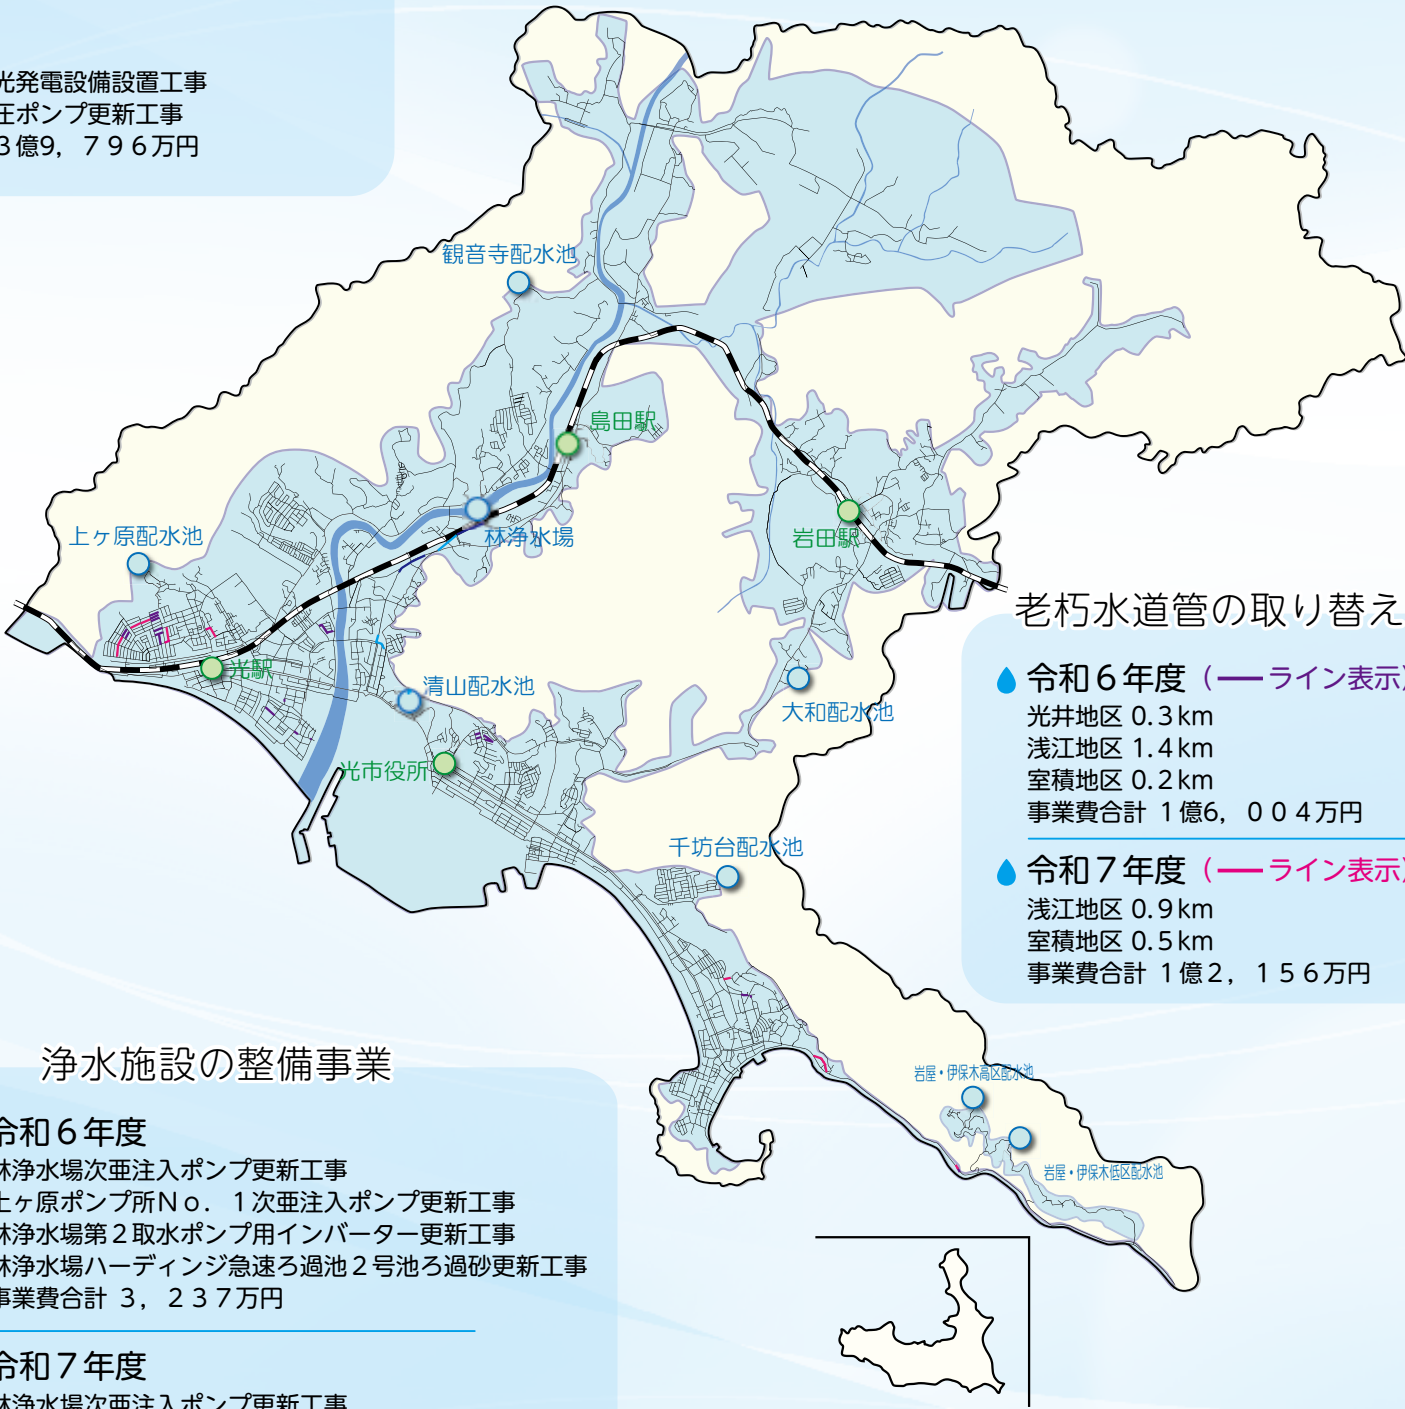 光発電設備設置工事
圧ポンプ更新工事
3億9，７９６万円
観音寺配水池
島田駅
上ヶ原配水池
林浄水場
岩田駅
光駅
清山配水池
大和配水池
光市役所
千坊台配水池
岩屋・伊保木高区配水池
岩屋・伊保木低区配水池
老朽水道管の取り替え
令和６年度（━ライン表示）
光井地区 0.3km
浅江地区 1.4km
室積地区 0.2km
事業費合計 １億6，００４万円
令和７年度（━ライン表示）
浅江地区 0.9km
室積地区 0.5km
事業費合計 １億２，１５６万円
浄水施設の整備事業
令和６年度
林浄水場次亜注入ポンプ更新工事
上ヶ原ポンプ所Ｎｏ．１次亜注入ポンプ更新工事
林浄水場第２取水ポンプ用インバーター更新工事
林浄水場ハーディンジ急速ろ過池２号池ろ過砂更新工事
事業費合計 ３，２３７万円
令和７年度
林浄水場次亜注入ポンプ更新工事